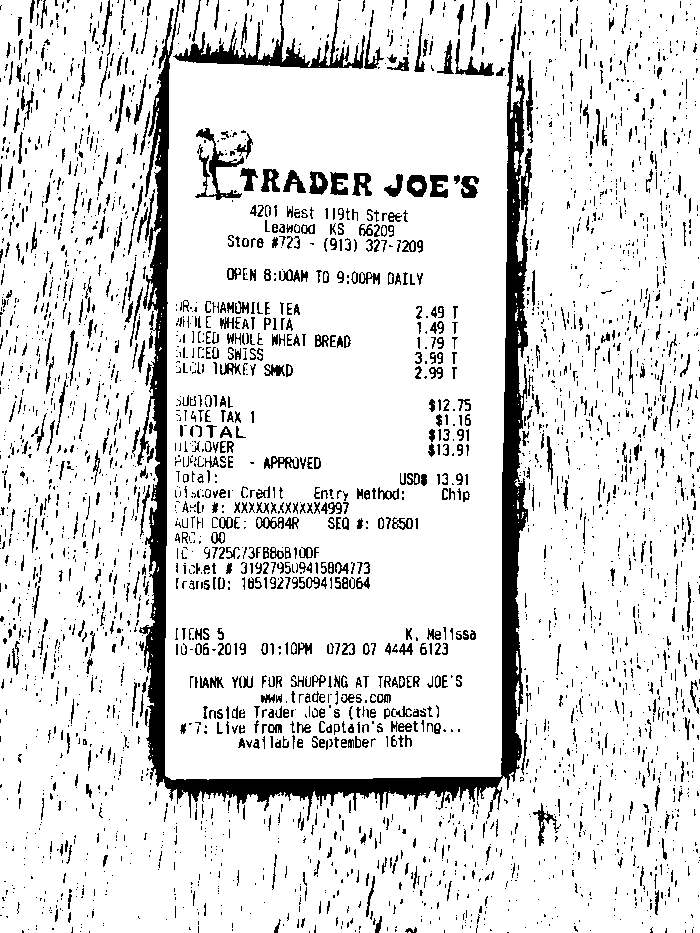 TRADER JOE'S
4201 West 119th Street
Leawood KS 66209
Store #723 - (913) 327-7209
OPEN 8:00AM TO 9:00PM DAILY
ORG CHAMOMILE TEA 2.49 T
WHOLE WHEAT PITA 1.49 T
SLICED WHOLE WHEAT BREAD 1.79 T
SLICED SWISS 3.99 T
SLCD TURKEY SMKD 2.99 T
SUBTOTAL $12.75
STATE TAX 1 $1.16
TOTAL $13.91
DISCOVER $13.91
PURCHASE - APPROVED
Total: USD$ 13.91
Discover Credit Entry Method: Chip
CARD #: XXXXXXXXXXXX4997
AUTH CODE: 00684R SEQ #: 078501
ARC: 00
Ticket # 319279509415804773
TransID: 185192795094158064
ITEMS 5 K, Melissa
10-06-2019 01:10PM 0723 07 4444 6123
THANK YOU FOR SHOPPING AT TRADER JOE'S
www.traderjoes.com
Inside Trader Joe's (the podcast)
Live from the Captain's Meeting...
Available September 16th